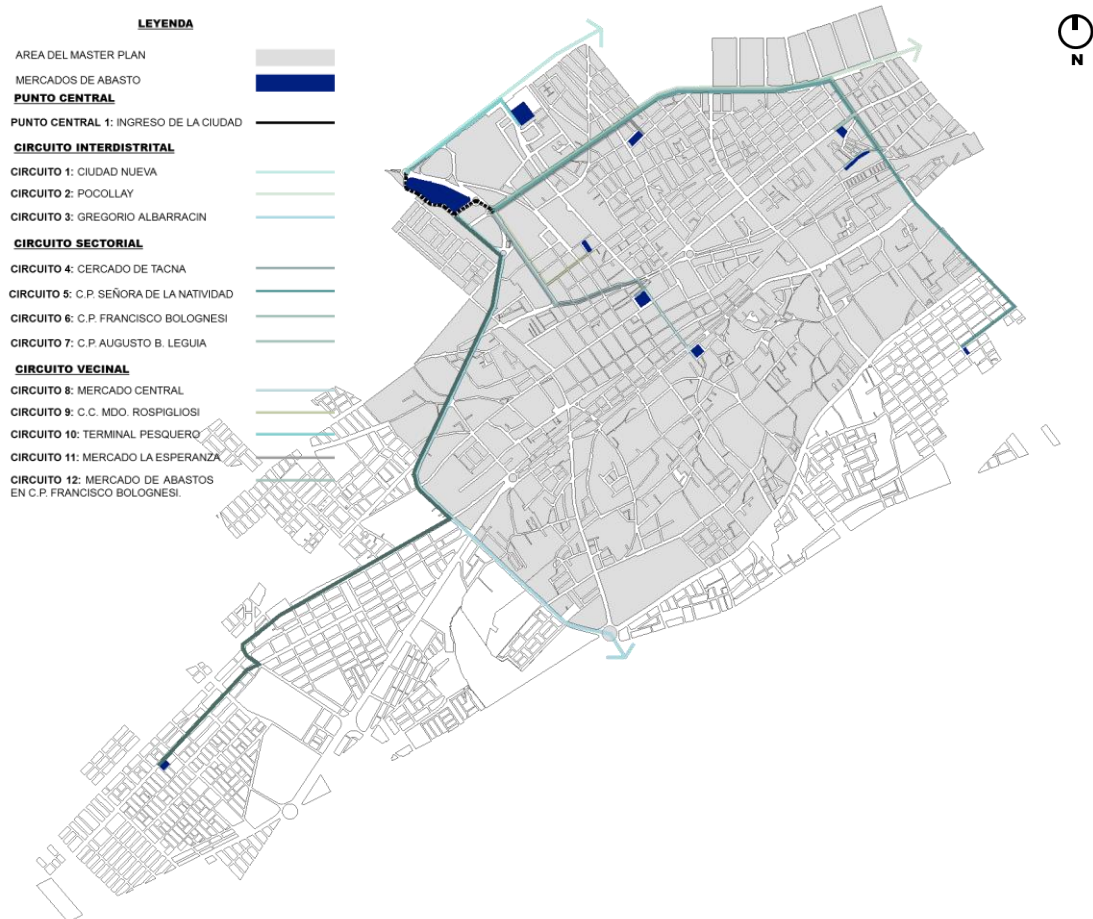 LEYENDA
AREA DEL MASTER PLAN
MERCADOS DE ABASTO
PUNTO CENTRAL
PUNTO CENTRAL 1: INGRESO DE LA CIUDAD
CIRCUITO INTERDISTRITAL
CIRCUITO 1: CIUDAD NUEVA
CIRCUITO 2: POCOLLAY
CIRCUITO 3: GREGORIO ALBARRACIN
CIRCUITO SECTORIAL
CIRCUITO 4: CERCADO DE TACNA
CIRCUITO 5: C.P. SEÑORA DE LA NATIVIDAD
CIRCUITO 6: C.P. FRANCISCO BOLOGNESI
CIRCUITO 7: C.P. AUGUSTO B. LEGUIA
CIRCUITO VECINAL
CIRCUITO 8: MERCADO CENTRAL
CIRCUITO 9: C.C. MDO. ROSPIGLIOSI
CIRCUITO 10: TERMINAL PESQUERO
CIRCUITO 11: MERCADO LA ESPERANZA
CIRCUITO 12: MERCADO DE ABASTOS
EN C.P. FRANCISCO BOLOGNESI.
N